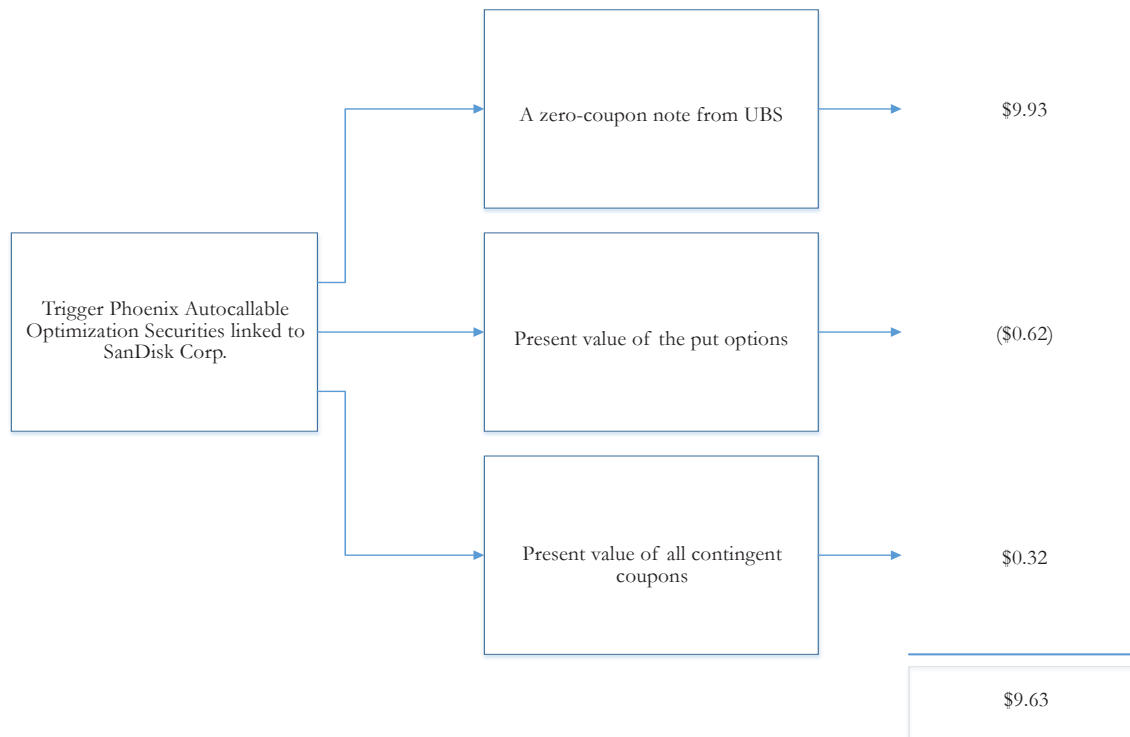 A zero-coupon note from UBS
$9.93
Trigger Phoenix Autocallable
Optimization Securities linked to
SanDisk Corp.
Present value of the put options
($0.62)
Present value of all contingent
coupons
$0.32
$9.63